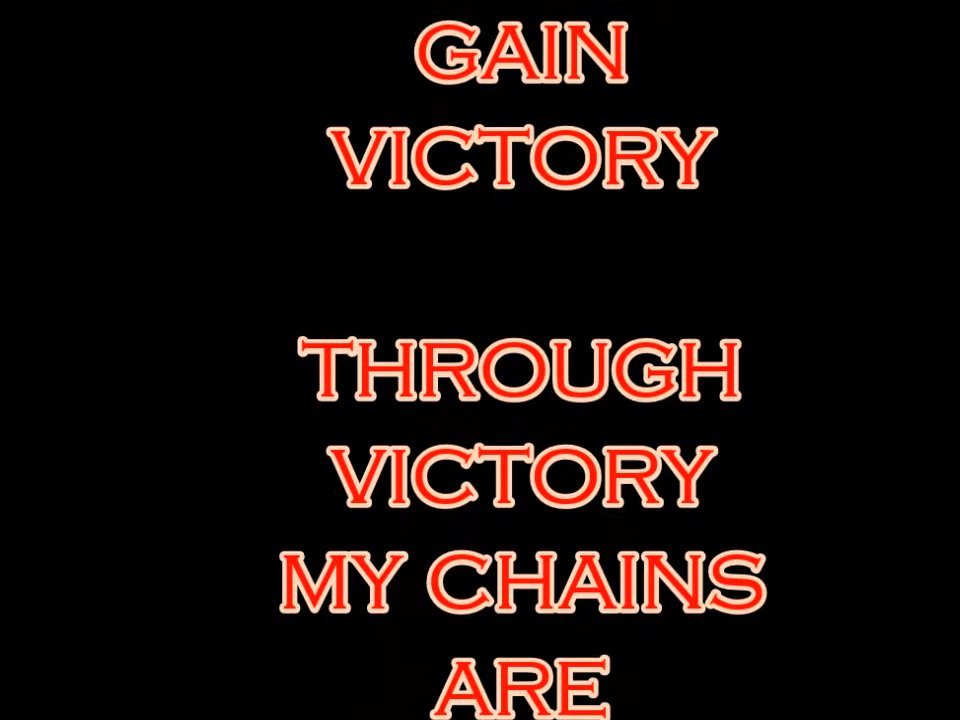 GAIN
VICTORY
THROUGH
VICTORY
MY CHAINS
ARE